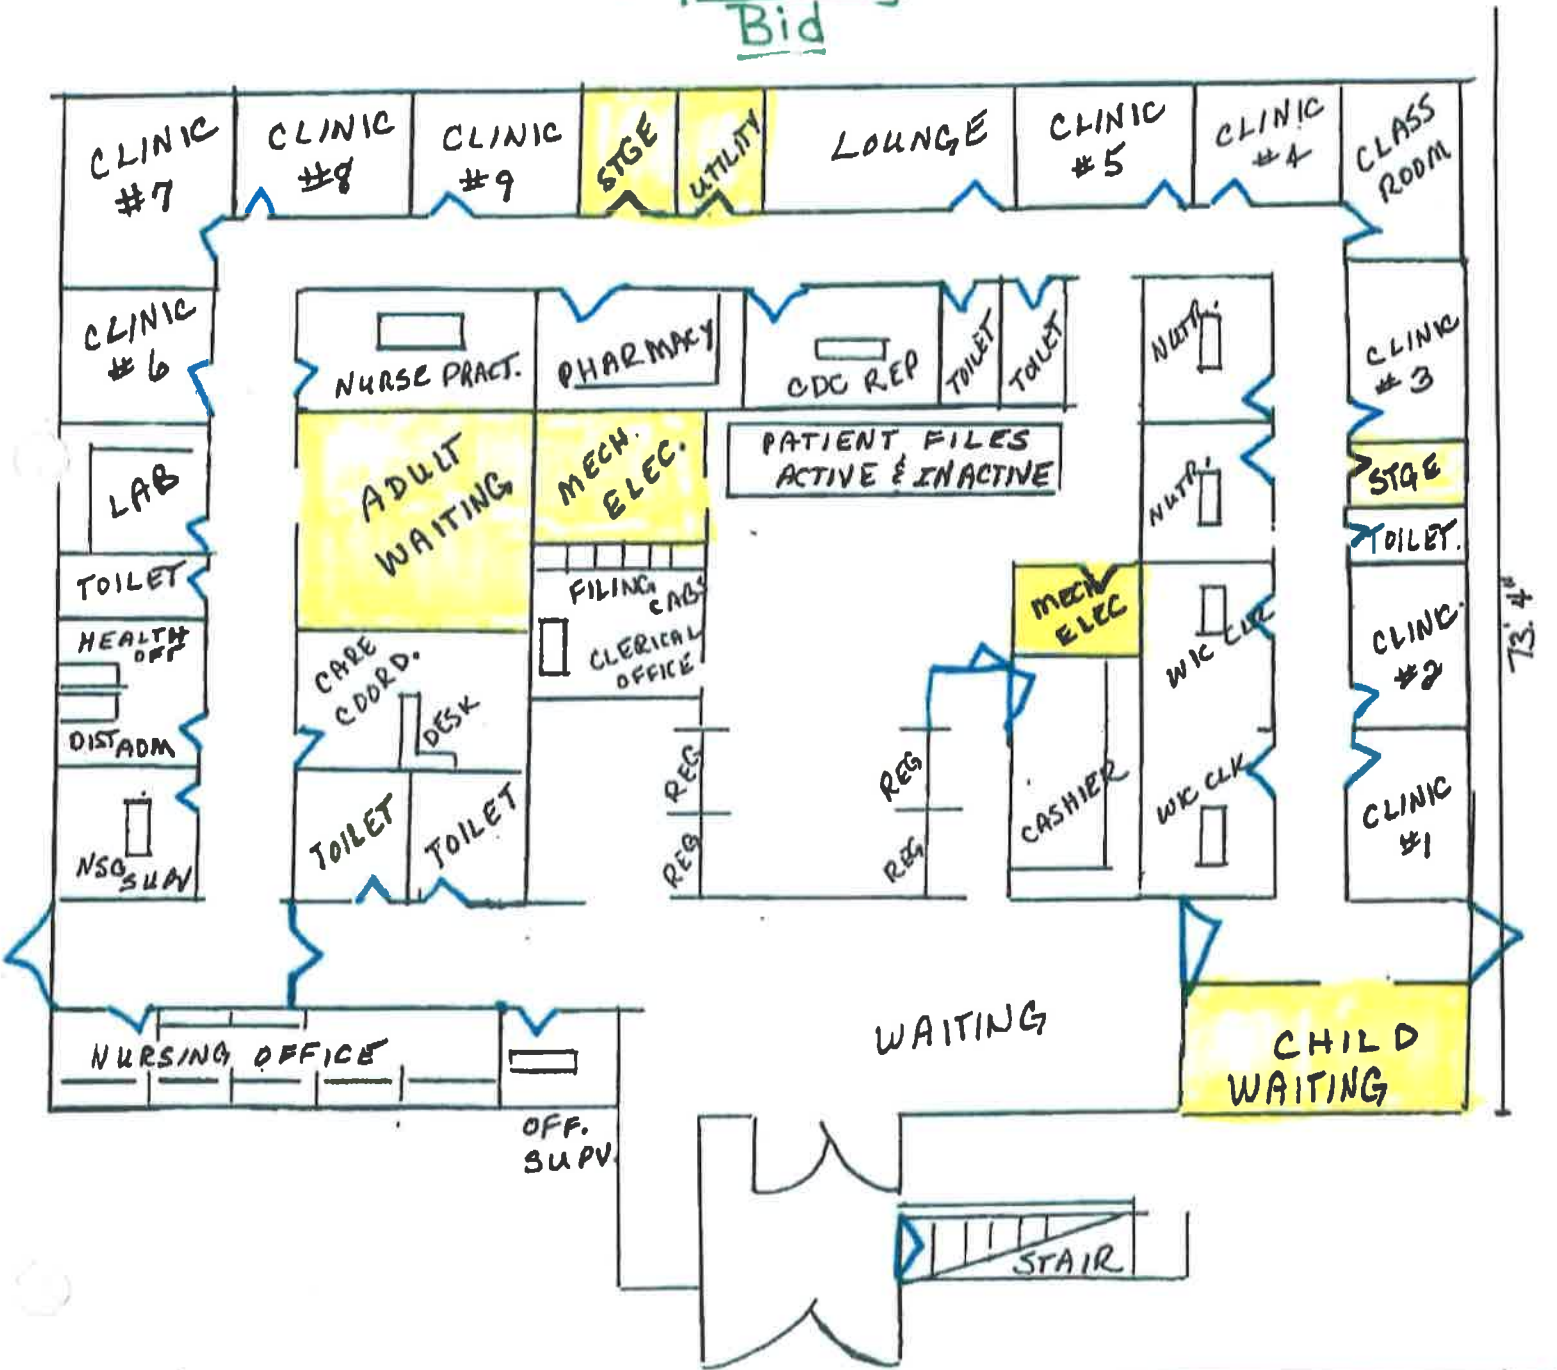 Bid
CLINIC
#7
CLINIC
#8
CLINIC
#9
STGE
UTILITY
LOUNGE
CLINIC
#5
CLINIC
#4
CLASS
ROOM
CLINIC
#6
NURSE PRACT.
PHARMACY
CDC REP
TOILET
TOILET
NUTR.
CLINIC
#3
LAB
ADULT
WAITING
MECH.
ELEC.
PATIENT FILES
ACTIVE & INACTIVE
NUTR.
STGE
TOILET.
TOILET
FILING
CABS
CLERICAL
OFFICE
MECH
ELEC
WIC CLK
CLINC.
#2
HEALTH
OFF
DIST ADM
CARE
COORD.
DESK
REG
REG
CASHIER
WIC CLK
CLINIC
#1
73'.4"
NSG
SUPV
TOILET
TOILET
REG
REG
NURSING OFFICE
OFF.
SUPV.
WAITING
CHILD
WAITING
STAIR